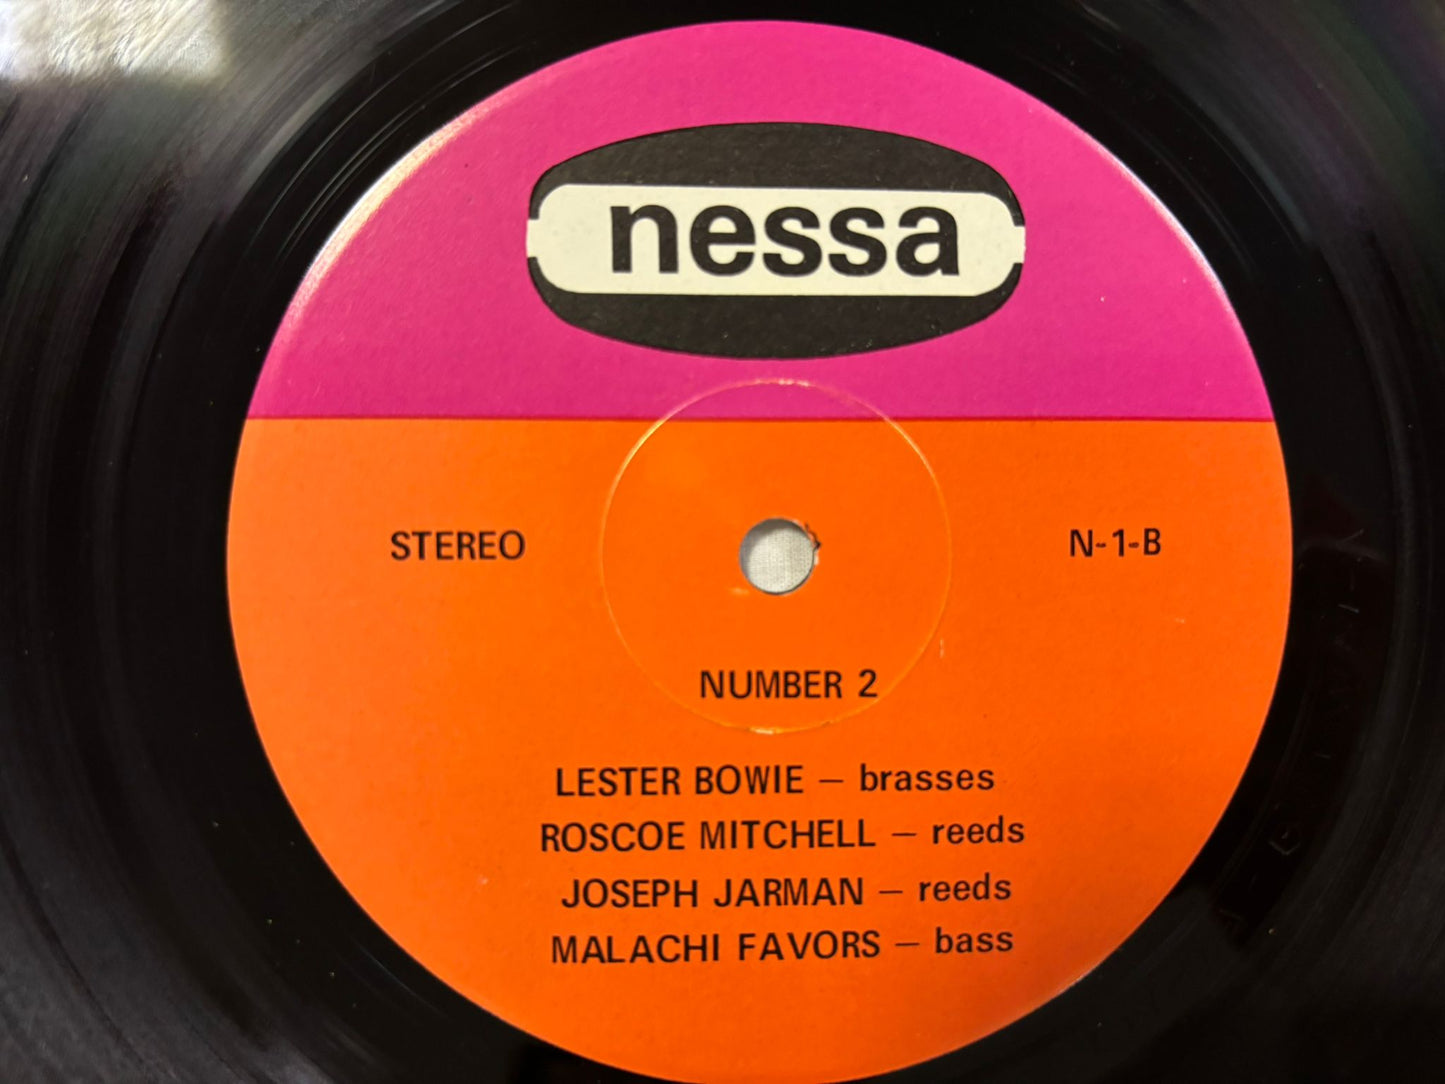 nessa
STEREO
N-1-B
NUMBER 2
LESTER BOWIE — brasses
ROSCOE MITCHELL — reeds
JOSEPH JARMAN — reeds
MALACHI FAVORS — bass